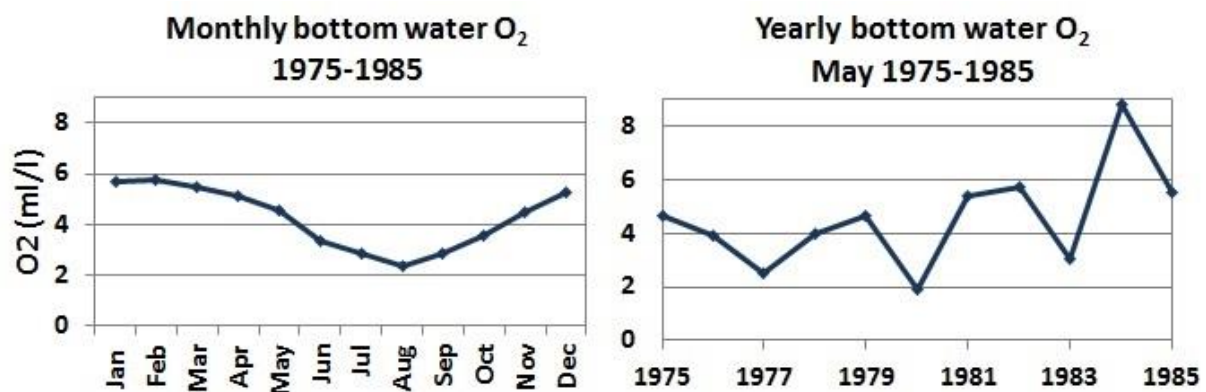 Monthly bottom water O₂
1975-1985
O2 (ml/l)
8
6
4
2
0
Jan
Feb
Mar
Apr
May
Jun
Jul
Aug
Sep
Oct
Nov
Dec
Yearly bottom water O₂
May 1975-1985
8
6
4
2
0
1975
1977
1979
1981
1983
1985